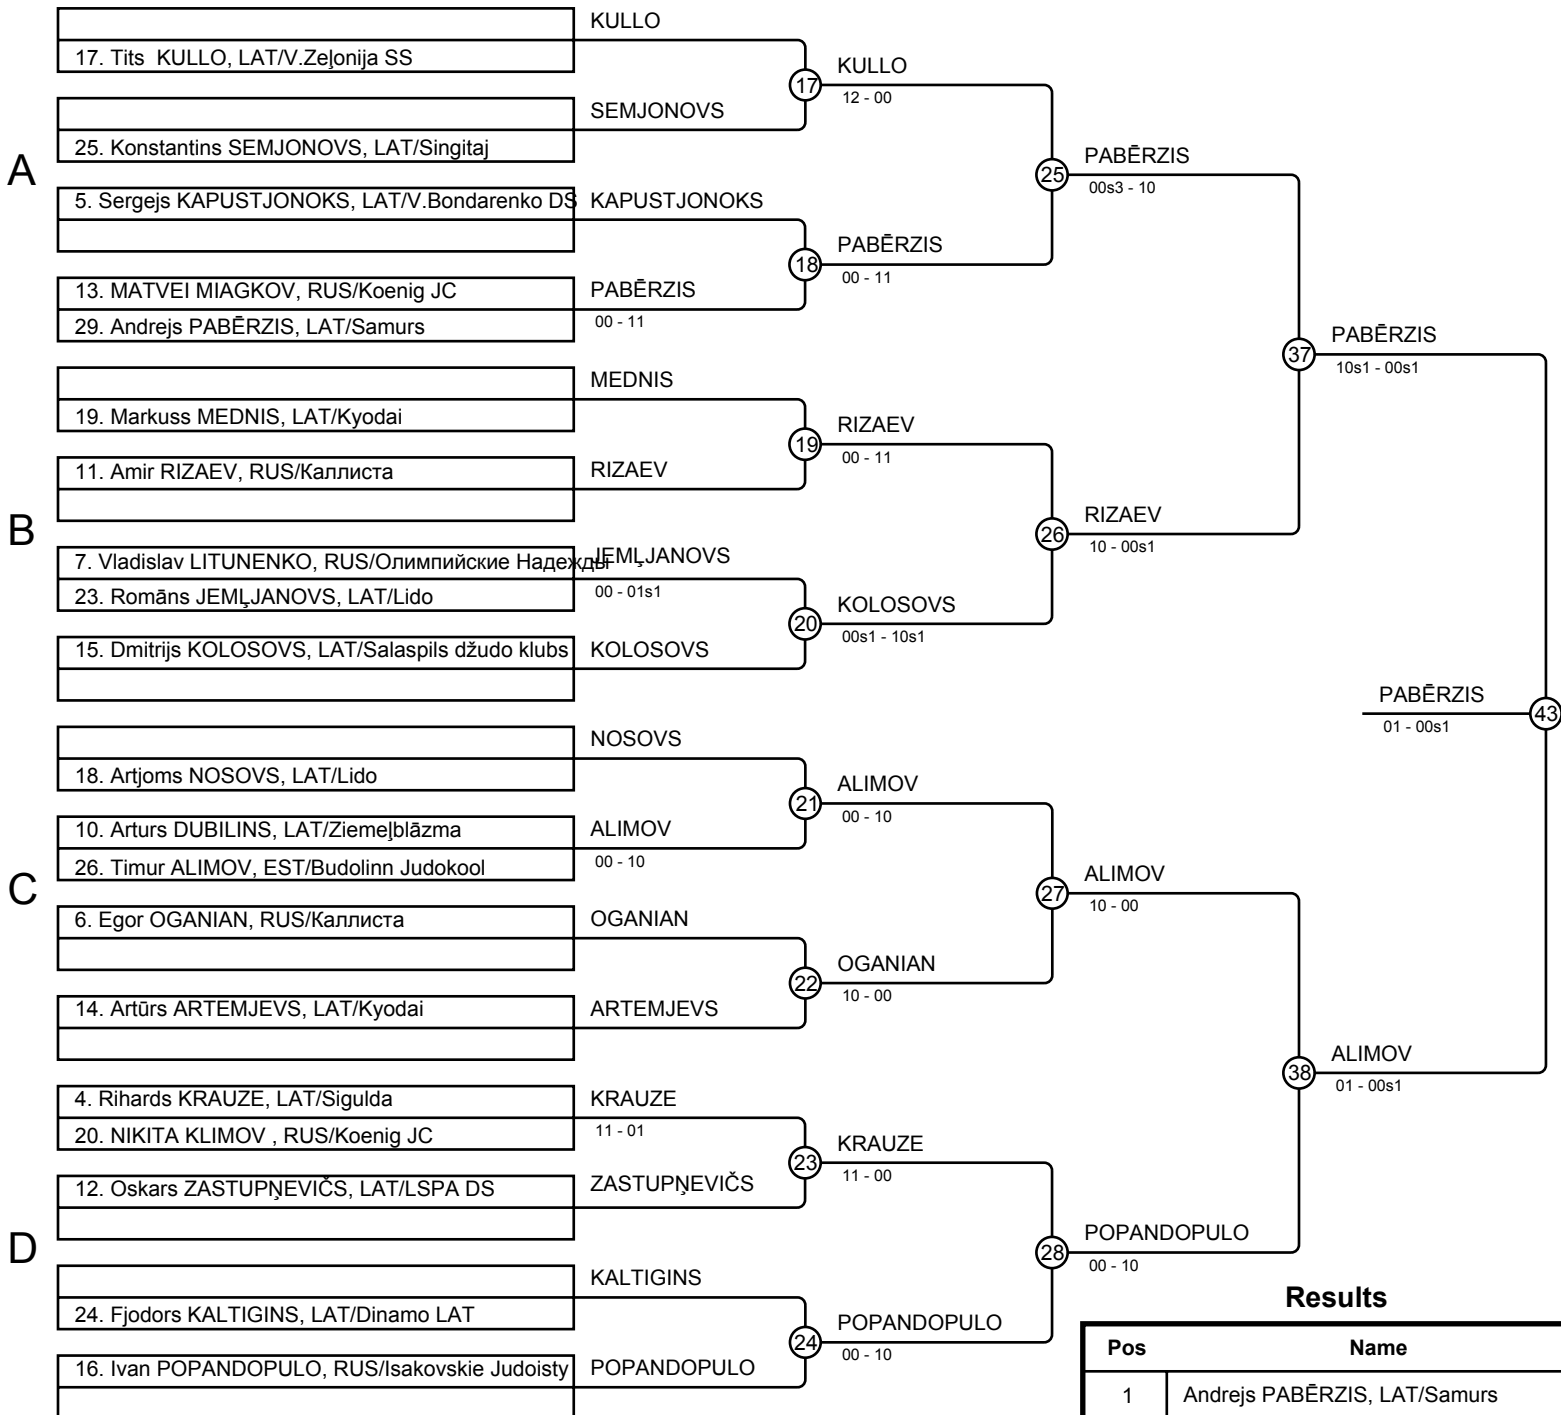 KULLO
17. Tits  KULLO, LAT/V.Zeļonija SS
17
KULLO
12 - 00
SEMJONOVS
25. Konstantins SEMJONOVS, LAT/Singitaj
A
25
PABĒRZIS
00s3 - 10
5. Sergejs KAPUSTJONOKS, LAT/V.Bondarenko DS
KAPUSTJONOKS
18
PABĒRZIS
00 - 11
13. MATVEI MIAGKOV, RUS/Koenig JC
PABĒRZIS
00 - 11
29. Andrejs PABĒRZIS, LAT/Samurs
37
PABĒRZIS
10s1 - 00s1
MEDNIS
19. Markuss MEDNIS, LAT/Kyodai
19
RIZAEV
00 - 11
11. Amir RIZAEV, RUS/Каллиста
RIZAEV
B
26
RIZAEV
10 - 00s1
7. Vladislav LITUNENKO, RUS/Олимпийские Надежды
JEMĻJANOVS
00 - 01s1
23. Romāns JEMĻJANOVS, LAT/Lido
20
KOLOSOVS
00s1 - 10s1
15. Dmitrijs KOLOSOVS, LAT/Salaspils džudo klubs
KOLOSOVS
PABĒRZIS
01 - 00s1
43
NOSOVS
18. Artjoms NOSOVS, LAT/Lido
21
ALIMOV
00 - 10
10. Arturs DUBILINS, LAT/Ziemeļblāzma
ALIMOV
00 - 10
26. Timur ALIMOV, EST/Budolinn Judokool
C
27
ALIMOV
10 - 00
6. Egor OGANIAN, RUS/Каллиста
OGANIAN
22
OGANIAN
10 - 00
14. Artūrs ARTEMJEVS, LAT/Kyodai
ARTEMJEVS
38
ALIMOV
01 - 00s1
4. Rihards KRAUZE, LAT/Sigulda
KRAUZE
11 - 01
20. NIKITA KLIMOV , RUS/Koenig JC
23
KRAUZE
11 - 00
12. Oskars ZASTUPŅEVIČS, LAT/LSPA DS
ZASTUPŅEVIČS
D
28
POPANDOPULO
00 - 10
KALTIGINS
24. Fjodors KALTIGINS, LAT/Dinamo LAT
24
POPANDOPULO
00 - 10
16. Ivan POPANDOPULO, RUS/Isakovskie Judoisty
POPANDOPULO
Results
Pos Name
1 Andrejs PABĒRZIS, LAT/Samurs